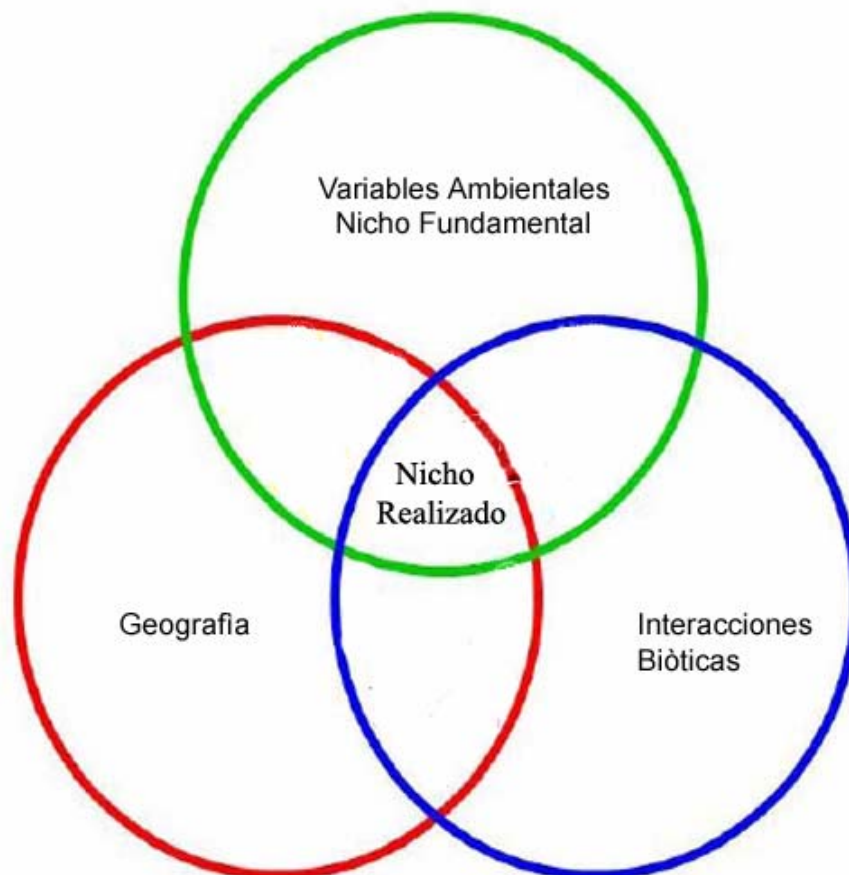 Variables Ambientales
Nicho Fundamental
Nicho
Realizado
Geografìa
Interacciones
Biòticas